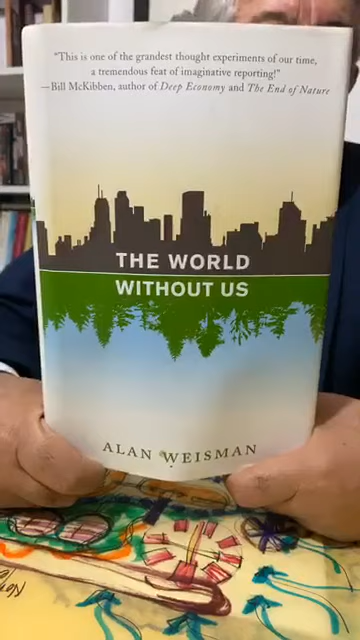 "This is one of the grandest thought experiments of our time,
a tremendous feat of imaginative reporting!"
—Bill McKibben, author of Deep Economy and The End of Nature
THE WORLD
WITHOUT US
ALAN WEISMAN